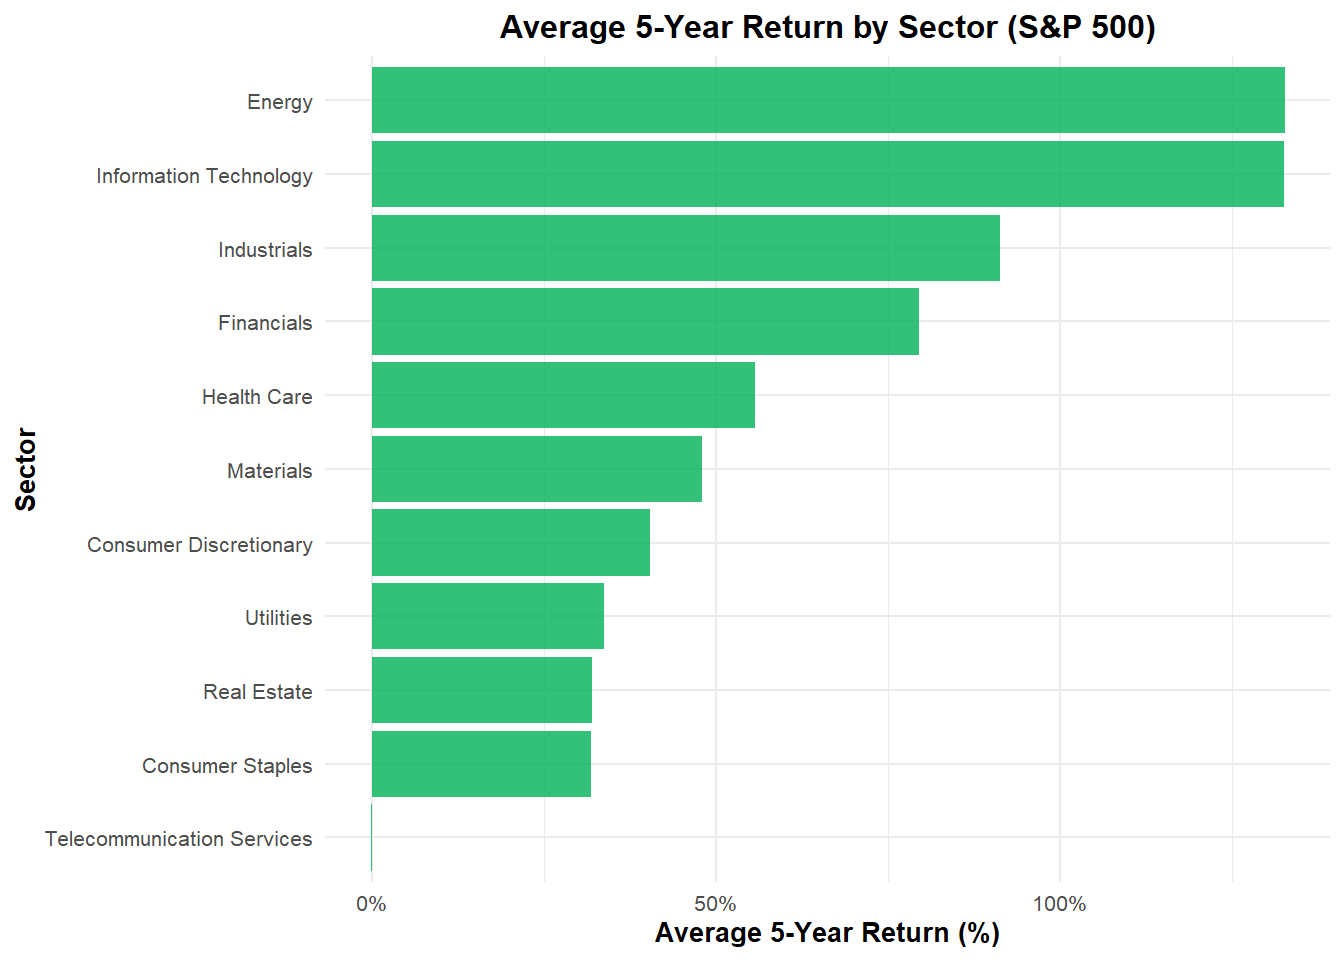 Average 5-Year Return by Sector (S&P 500)
Sector
Energy
Information Technology
Industrials
Financials
Health Care
Materials
Consumer Discretionary
Utilities
Real Estate
Consumer Staples
Telecommunication Services
0% 50% 100%
Average 5-Year Return (%)